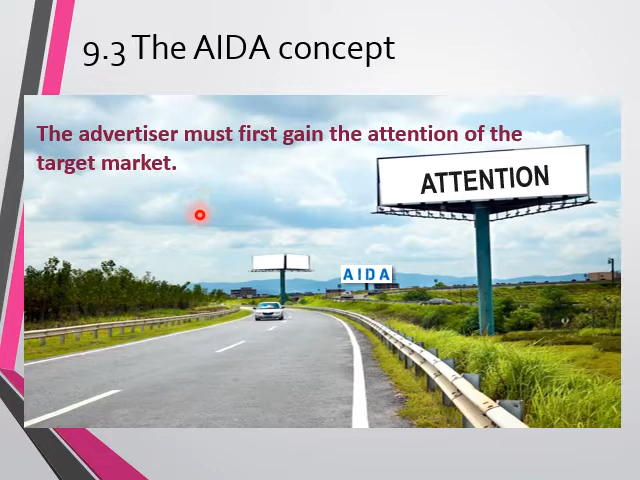 9.3 The AIDA concept
The advertiser must first gain the attention of the
target market.
ATTENTION
AIDA